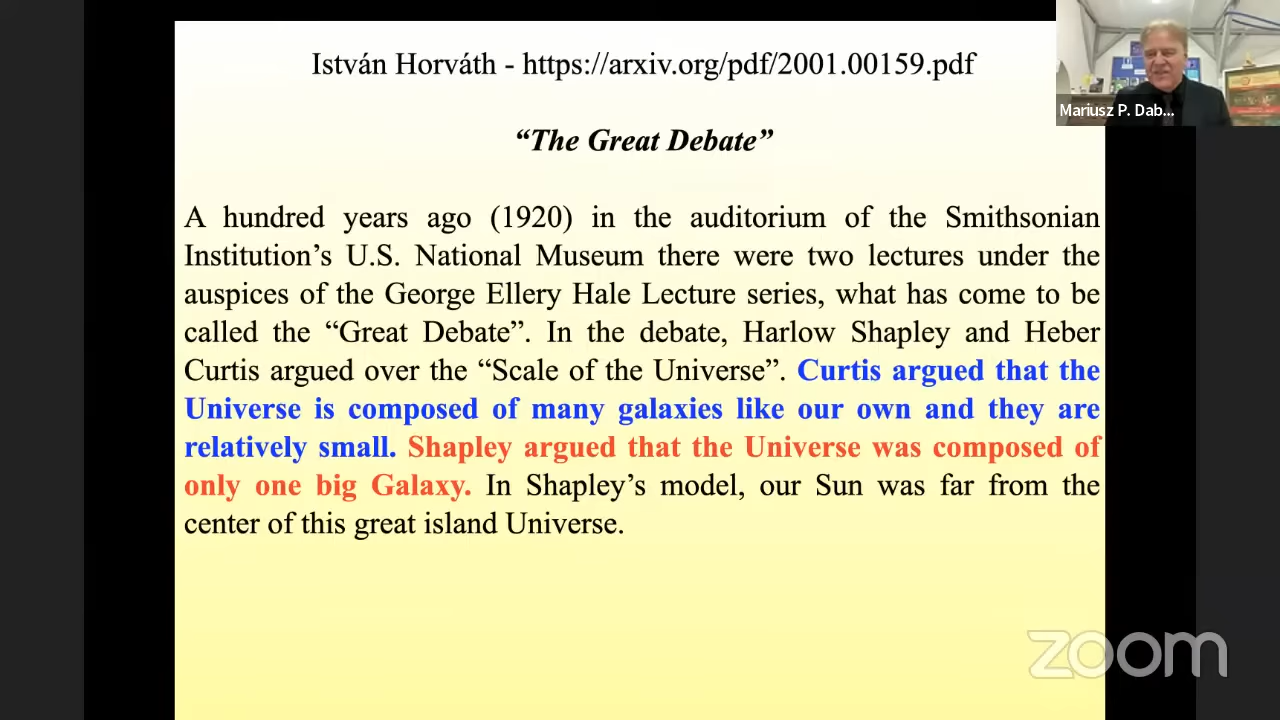 István Horváth - https://arxiv.org/pdf/2001.00159.pdf
Mariusz P. Dab...
“The Great Debate”
A hundred years ago (1920) in the auditorium of the Smithsonian
Institution’s U.S. National Museum there were two lectures under the
auspices of the George Ellery Hale Lecture series, what has come to be
called the “Great Debate”. In the debate, Harlow Shapley and Heber
Curtis argued over the “Scale of the Universe”. Curtis argued that the
Universe is composed of many galaxies like our own and they are
relatively small. Shapley argued that the Universe was composed of
only one big Galaxy. In Shapley’s model, our Sun was far from the
center of this great island Universe.
zoom